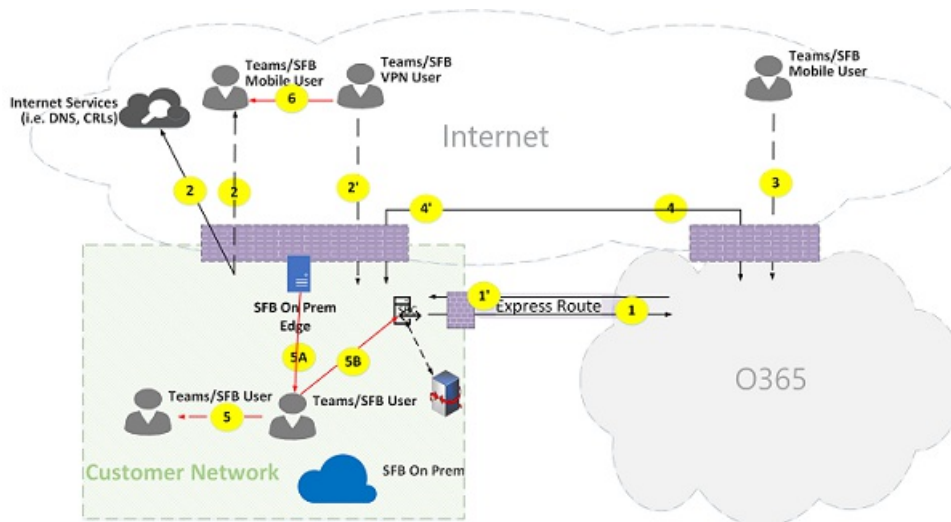 Teams/SFB
Mobile User
Teams/SFB
VPN User
Teams/SFB
Mobile User
Internet Services
(i.e. DNS, CRLs)
6
Internet
2
2
2'
3
4'
4
SFB On Prem
Edge
1'
Express Route
1
5A
5B
O365
Teams/SFB User
Teams/SFB User
5
Customer Network
SFB On Prem